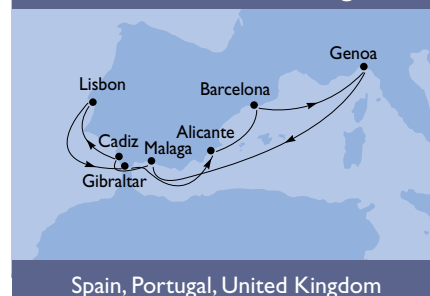 Genoa
Lisbon
Barcelona
Cadiz
Alicante
Malaga
Gibraltar
Spain, Portugal, United Kingdom